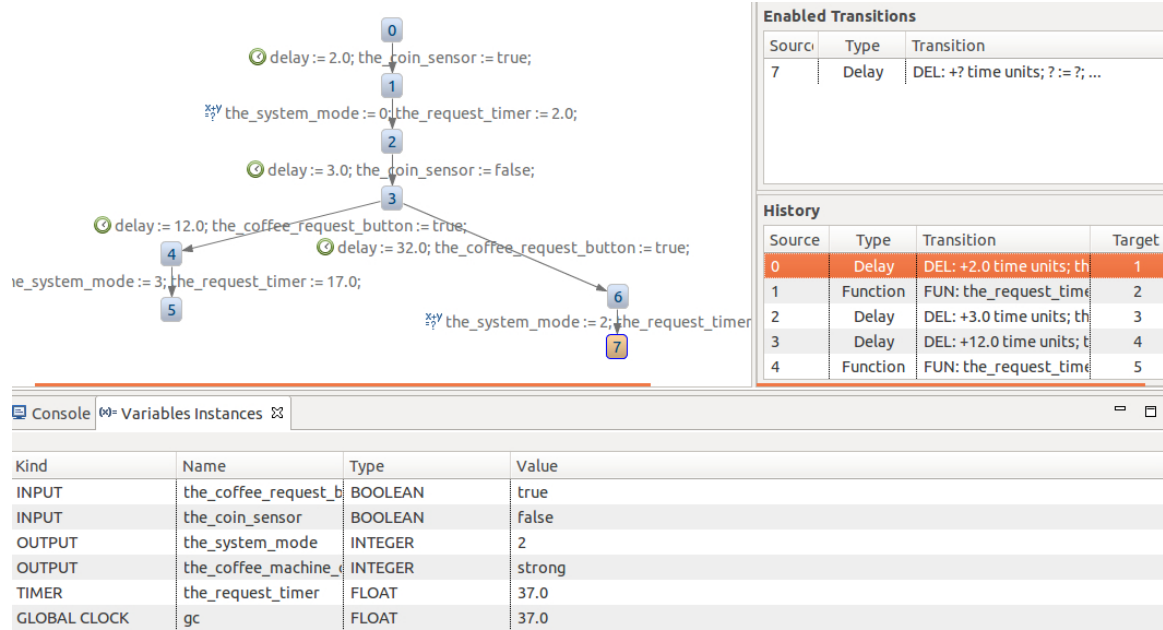 0
delay := 2.0; the_coin_sensor := true;
1
x+y =? the_system_mode := 0; the_request_timer := 2.0;
2
delay := 3.0; the_coin_sensor := false;
3
delay := 12.0; the_coffee_request_button := true;
delay := 32.0; the_coffee_request_button := true;
4
6
he_system_mode := 3; the_request_timer := 17.0;
5
x+y =? the_system_mode := 2; the_request_timer
7
Enabled Transitions
Sourc Type Transition
7 Delay DEL: +? time units; ? := ?; ...
History
Source Type Transition Target
0 Delay DEL: +2.0 time units; th 1
1 Function FUN: the_request_time 2
2 Delay DEL: +3.0 time units; th 3
3 Delay DEL: +12.0 time units; t 4
4 Function FUN: the_request_time 5
Console (x)= Variables Instances
Kind Name Type Value
INPUT the_coffee_request_b BOOLEAN true
INPUT the_coin_sensor BOOLEAN false
OUTPUT the_system_mode INTEGER 2
OUTPUT the_coffee_machine_ INTEGER strong
TIMER the_request_timer FLOAT 37.0
GLOBAL CLOCK gc FLOAT 37.0